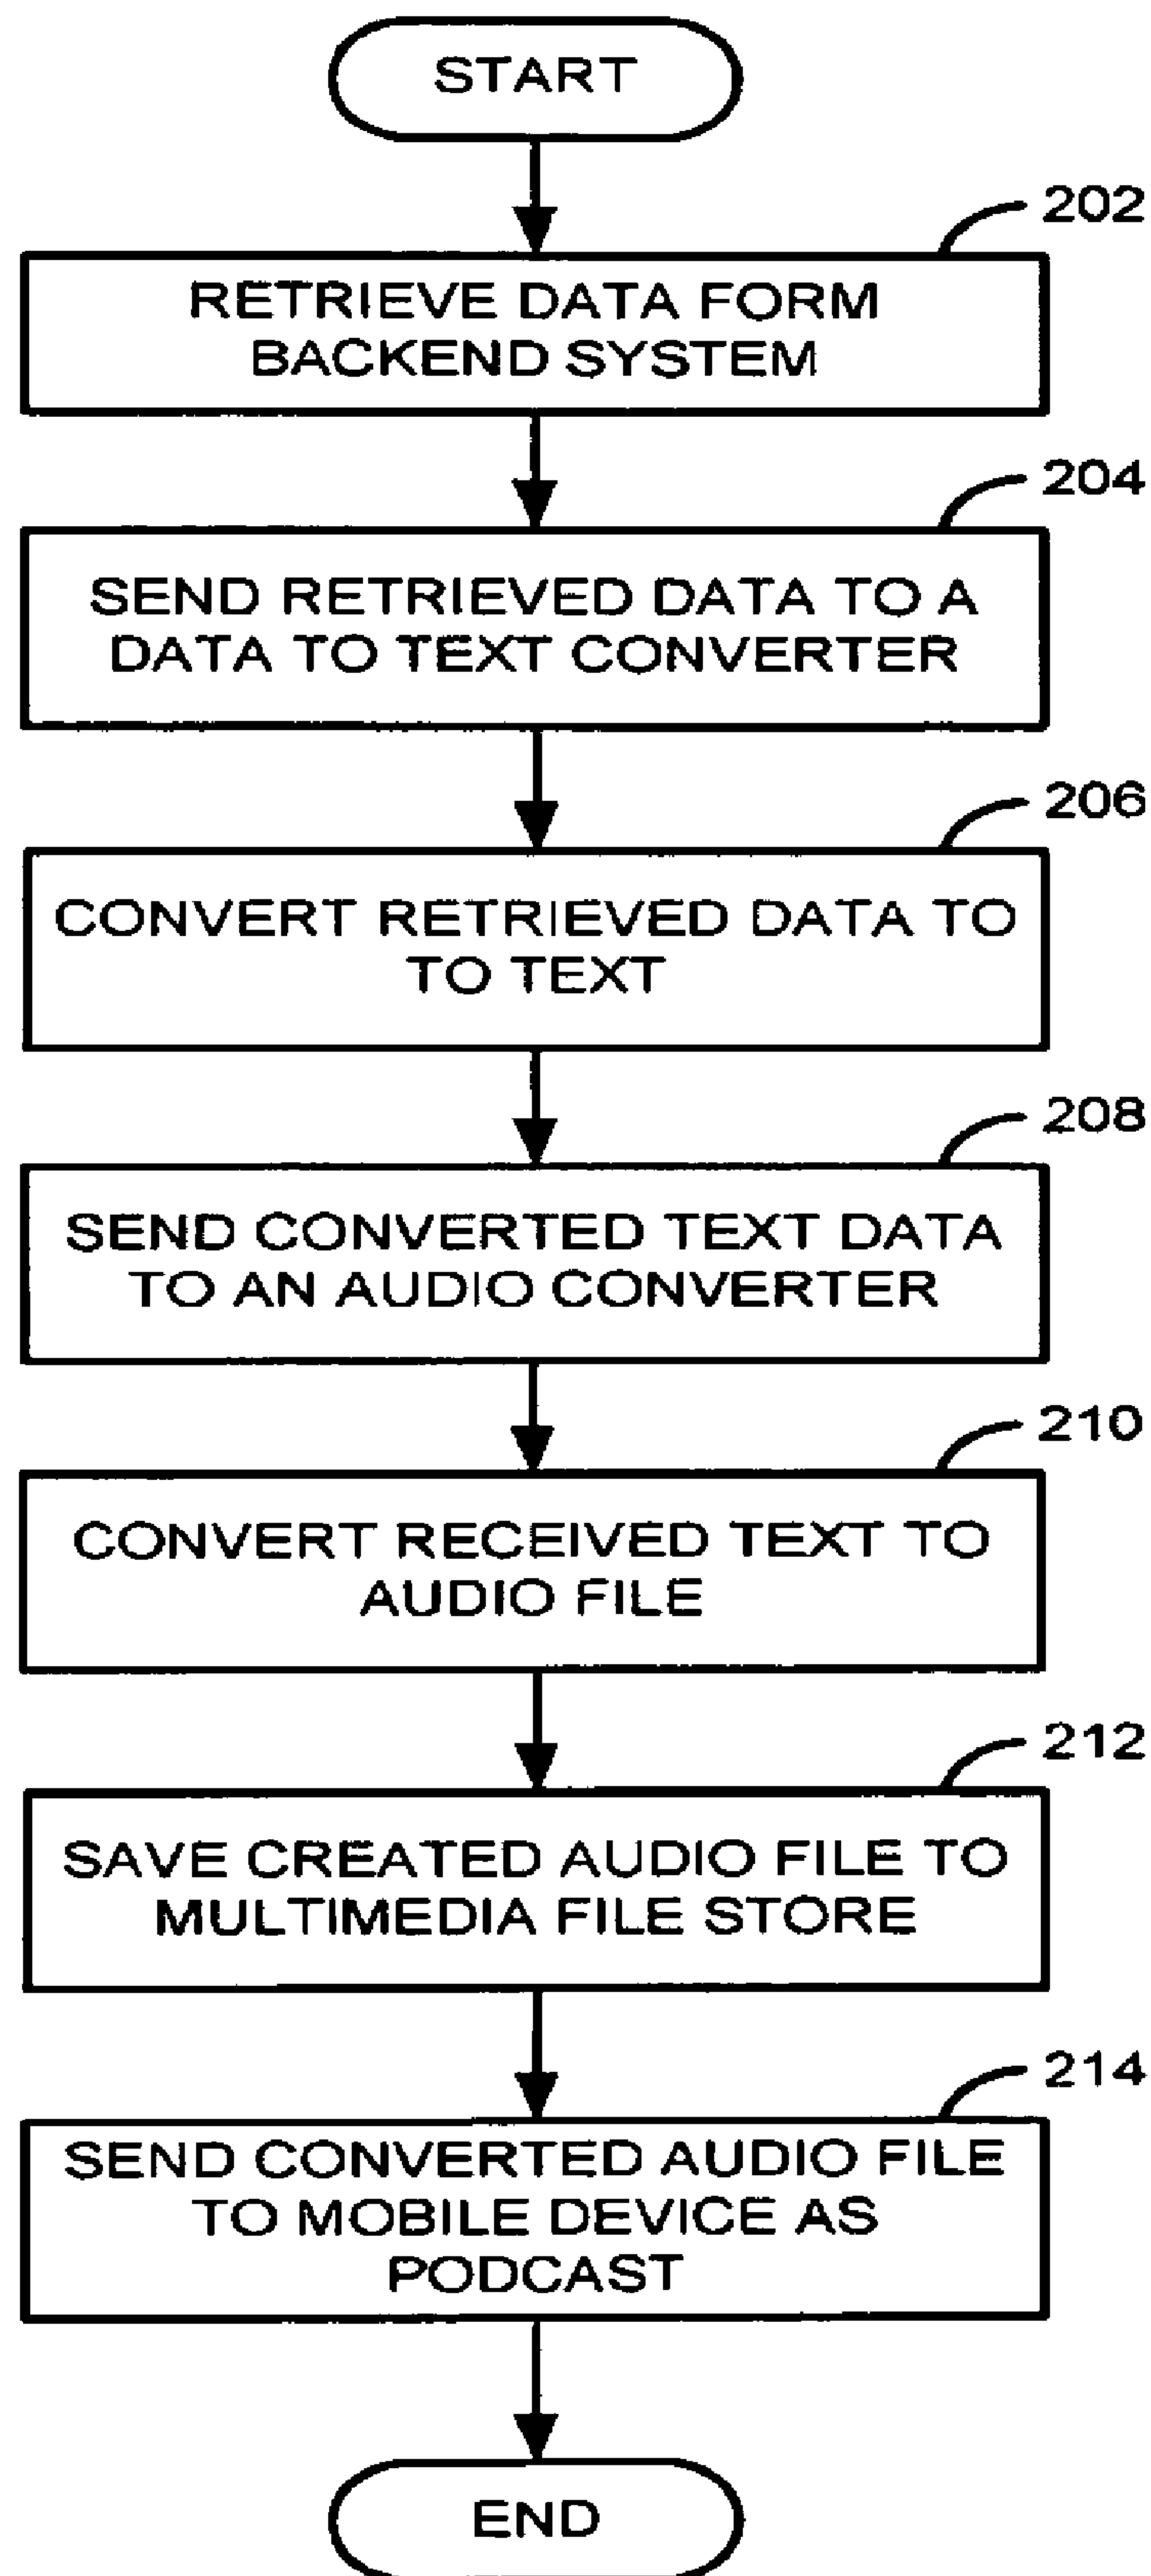 START
202
RETRIEVE DATA FORM
BACKEND SYSTEM
204
SEND RETRIEVED DATA TO A
DATA TO TEXT CONVERTER
206
CONVERT RETRIEVED DATA TO
TO TEXT
208
SEND CONVERTED TEXT DATA
TO AN AUDIO CONVERTER
210
CONVERT RECEIVED TEXT TO
AUDIO FILE
212
SAVE CREATED AUDIO FILE TO
MULTIMEDIA FILE STORE
214
SEND CONVERTED AUDIO FILE
TO MOBILE DEVICE AS
PODCAST
END